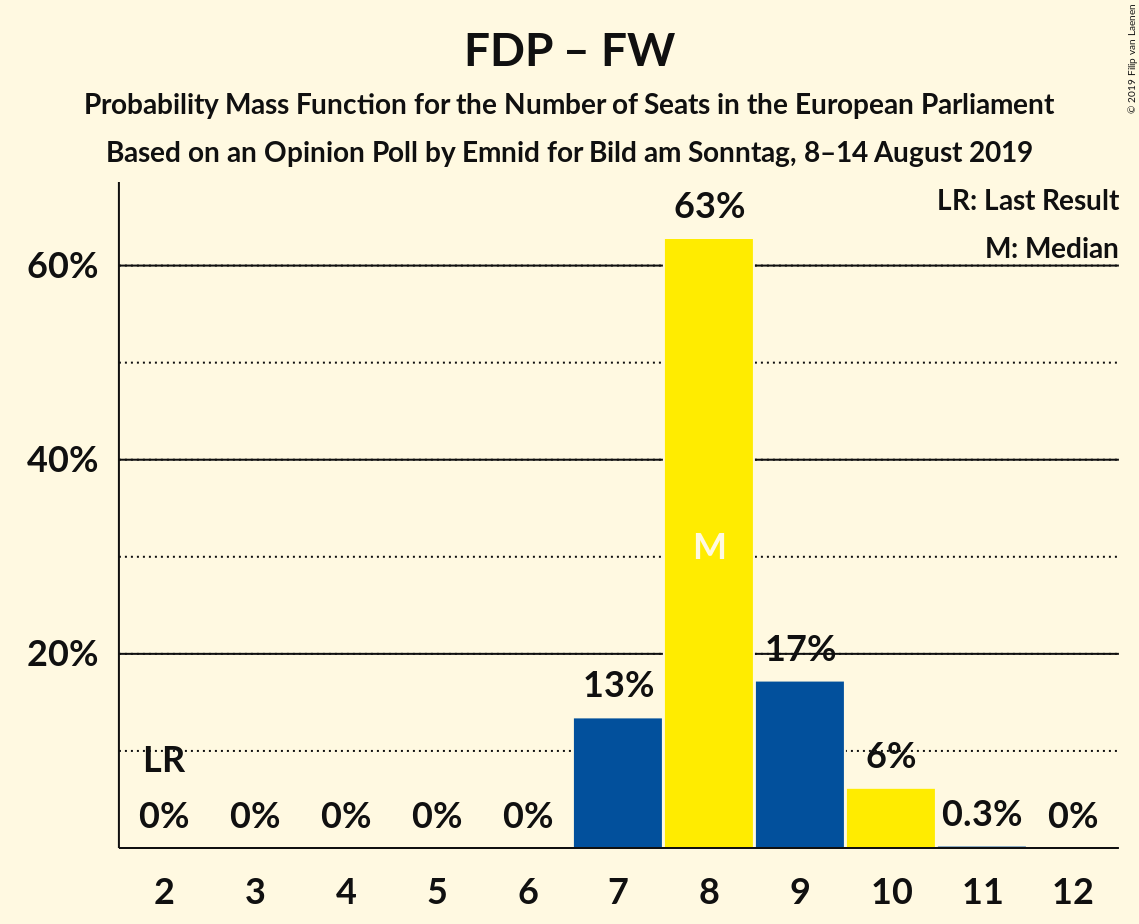 FDP – FW
Probability Mass Function for the Number of Seats in the European Parliament
Based on an Opinion Poll by Emnid for Bild am Sonntag, 8–14 August 2019
© 2019 Filip van Laenen
LR: Last Result
M: Median
63%
60%
40%
M
20%
17%
13%
LR
6%
0% 0% 0% 0% 0% 0.3% 0%
2 3 4 5 6 7 8 9 10 11 12